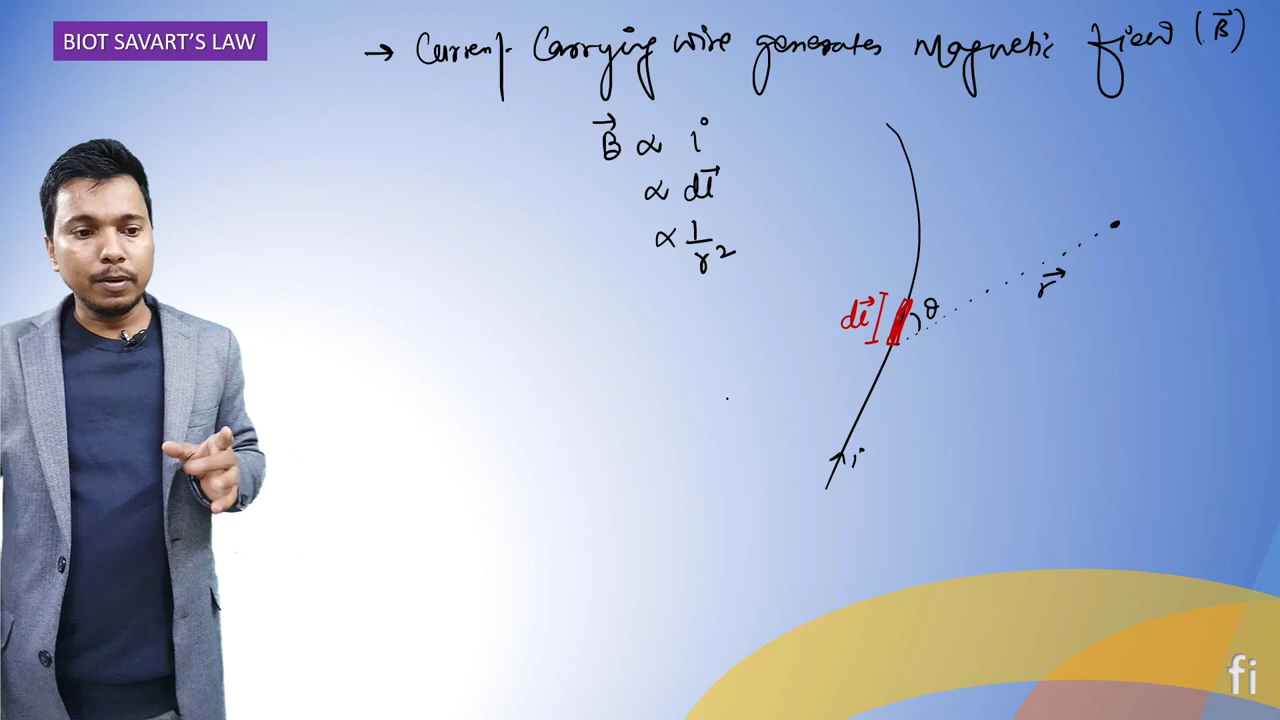 BIOT SAVART'S LAW
→ Current Carrying wire generates Magnetic field (B⃗)
B⃗ ∝ i
∝ dl⃗
∝ 1/r²
dl⃗
θ
r⃗
i
fi